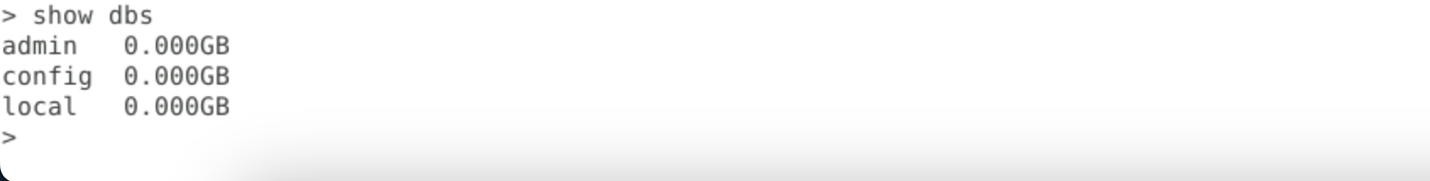 > show dbs
admin   0.000GB
config  0.000GB
local   0.000GB
>